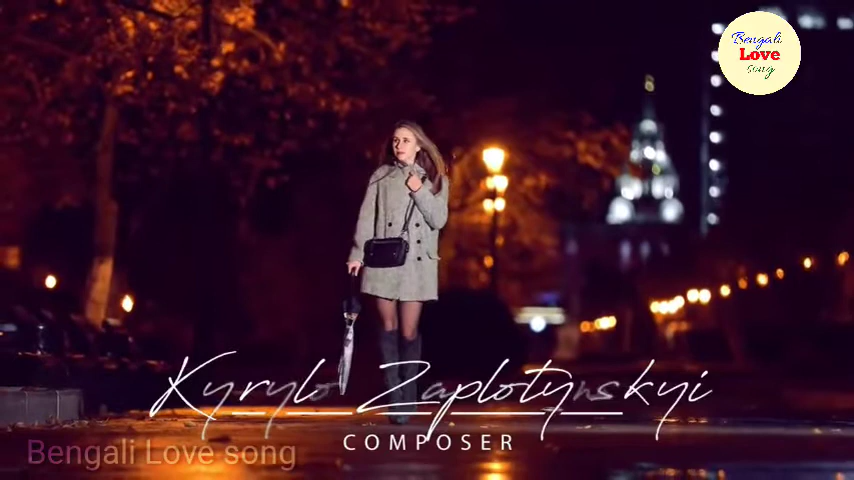 Bengali
Love
song
Kyrylo Zaplotynskyi
COMPOSER
Bengali Love song